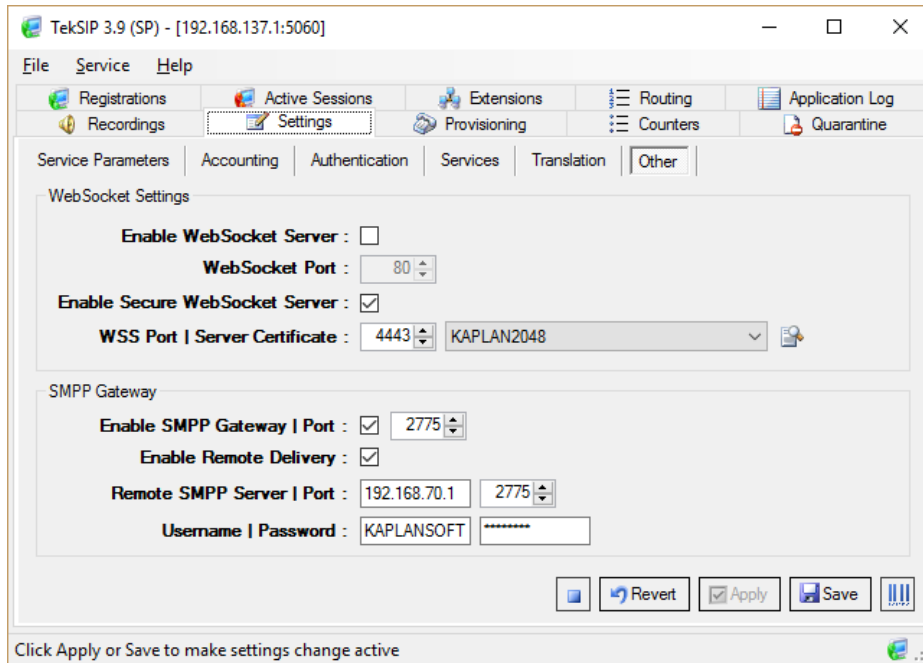 TekSIP 3.9 (SP) - [192.168.137.1:5060]
File Service Help
Registrations Active Sessions Extensions Routing Application Log
Recordings Settings Provisioning Counters Quarantine
Service Parameters Accounting Authentication Services Translation Other
WebSocket Settings
Enable WebSocket Server :
WebSocket Port : 80
Enable Secure WebSocket Server :
WSS Port | Server Certificate : 4443 KAPLAN2048
SMPP Gateway
Enable SMPP Gateway | Port : 2775
Enable Remote Delivery :
Remote SMPP Server | Port : 192.168.70.1 2775
Username | Password : KAPLANSOFT ********
Revert Apply Save
Click Apply or Save to make settings change active